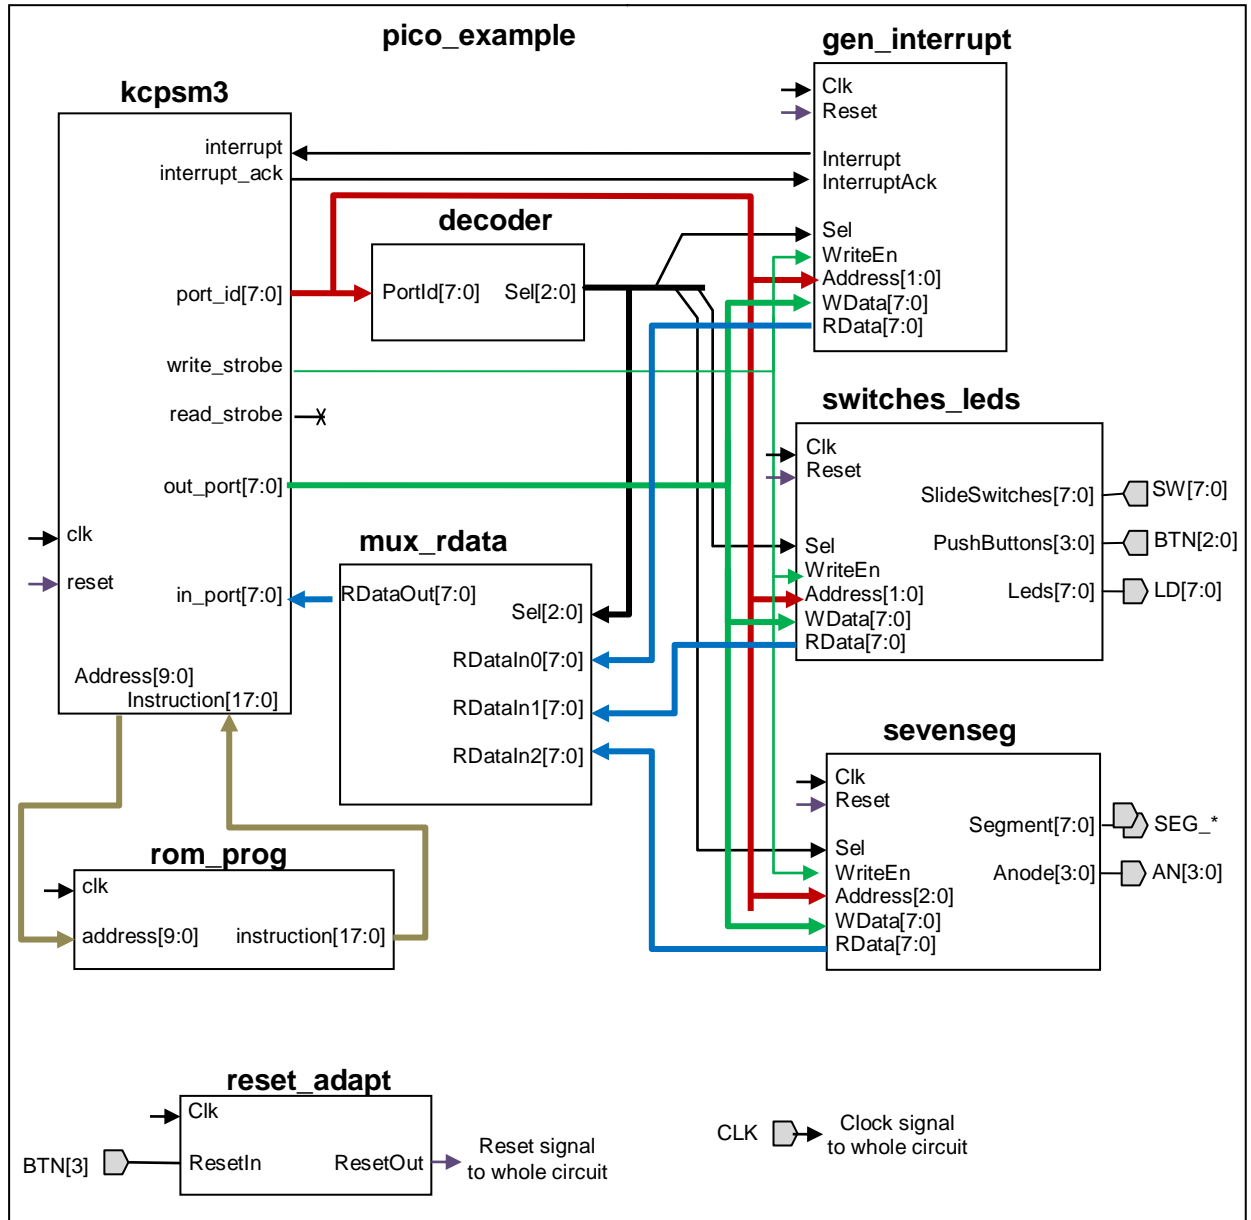 pico_example
gen_interrupt
Clk
Reset
Interrupt
InterruptAck
Sel
WriteEn
Address[1:0]
WData[7:0]
RData[7:0]
kcpsm3
interrupt
interrupt_ack
port_id[7:0]
write_strobe
read_strobe
out_port[7:0]
clk
reset
in_port[7:0]
Address[9:0]
Instruction[17:0]
decoder
PortId[7:0]
Sel[2:0]
switches_leds
Clk
Reset
SlideSwitches[7:0]
SW[7:0]
PushButtons[3:0]
BTN[2:0]
Leds[7:0]
LD[7:0]
Sel
WriteEn
Address[1:0]
WData[7:0]
RData[7:0]
mux_rdata
RDataOut[7:0]
Sel[2:0]
RDataIn0[7:0]
RDataIn1[7:0]
RDataIn2[7:0]
sevenseg
Clk
Reset
Segment[7:0]
SEG_*
Sel
WriteEn
Anode[3:0]
AN[3:0]
Address[2:0]
WData[7:0]
RData[7:0]
rom_prog
clk
address[9:0]
instruction[17:0]
reset_adapt
Clk
BTN[3]
ResetIn
ResetOut
Reset signal
to whole circuit
CLK
Clock signal
to whole circuit